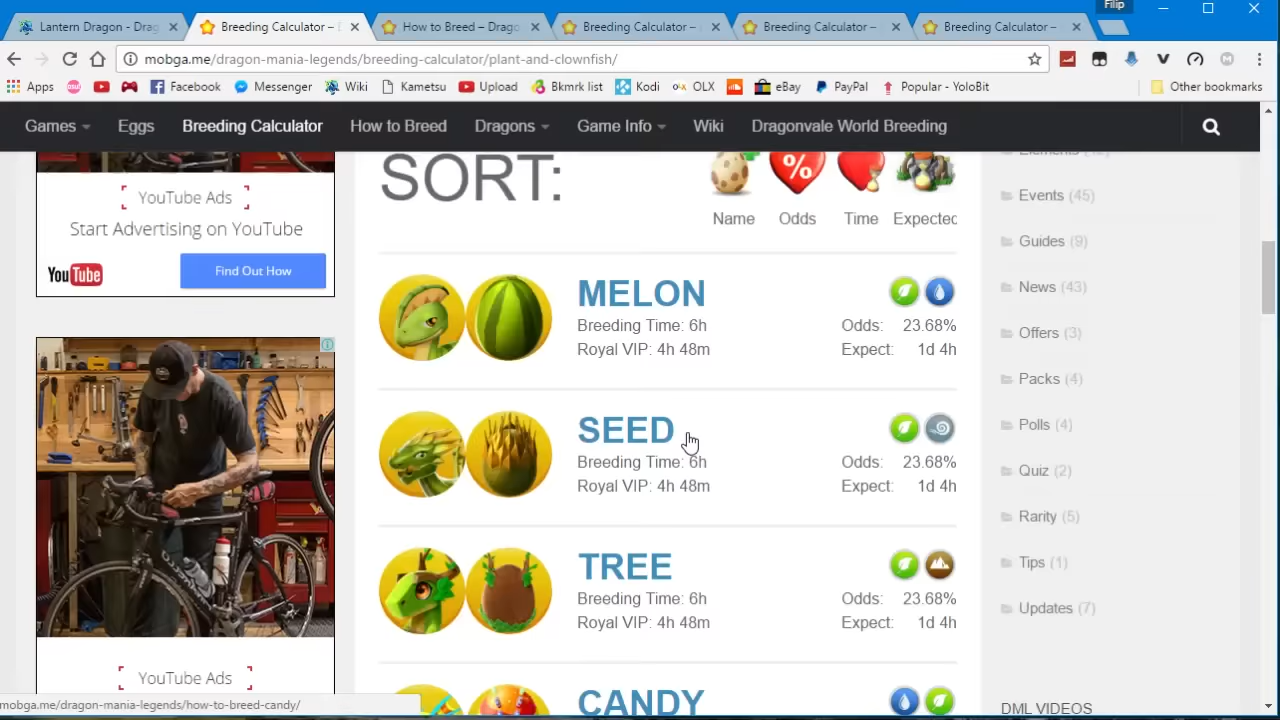 Filip
Lantern Dragon - Drag
Breeding Calculator – E
How to Breed – Drago
Breeding Calculator –
Breeding Calculator –
Breeding Calculator –
mobga.me/dragon-mania-legends/breeding-calculator/plant-and-clownfish/
Apps
Facebook
Messenger
Wiki
Kametsu
Upload
Bkmrk list
Kodi
OLX
eBay
PayPal
Popular - YoloBit
Other bookmarks
Games
Eggs
Breeding Calculator
How to Breed
Dragons
Game Info
Wiki
Dragonvale World Breeding
YouTube Ads
Start Advertising on YouTube
YouTube
Find Out How
YouTube Ads
SORT:
%
Name
Odds
Time
Expected
MELON
Breeding Time: 6h
Odds: 23.68%
Royal VIP: 4h 48m
Expect: 1d 4h
SEED
Breeding Time: 6h
Odds: 23.68%
Royal VIP: 4h 48m
Expect: 1d 4h
TREE
Breeding Time: 6h
Odds: 23.68%
Royal VIP: 4h 48m
Expect: 1d 4h
CANDY
Events (45)
Guides (9)
News (43)
Offers (3)
Packs (4)
Polls (4)
Quiz (2)
Rarity (5)
Tips (1)
Updates (7)
DML VIDEOS
mobga.me/dragon-mania-legends/how-to-breed-candy/